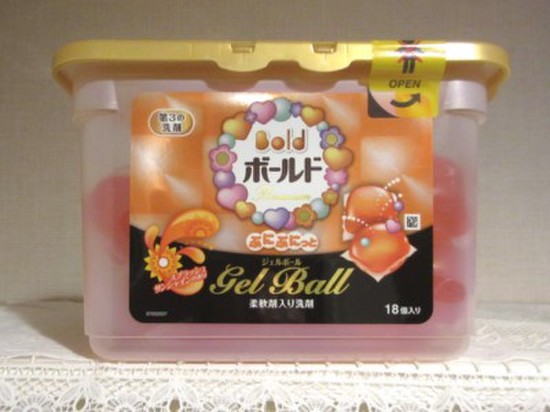 OPEN
第3の
洗剤
Bold
ボールド
ぷにぷにっと
ジェルボール
Gel Ball
柔軟剤入り洗剤
18個入り